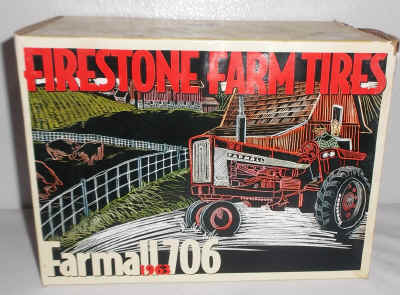 FIRESTONE FARM TIRES
FARMALL
Farmall 706
1963